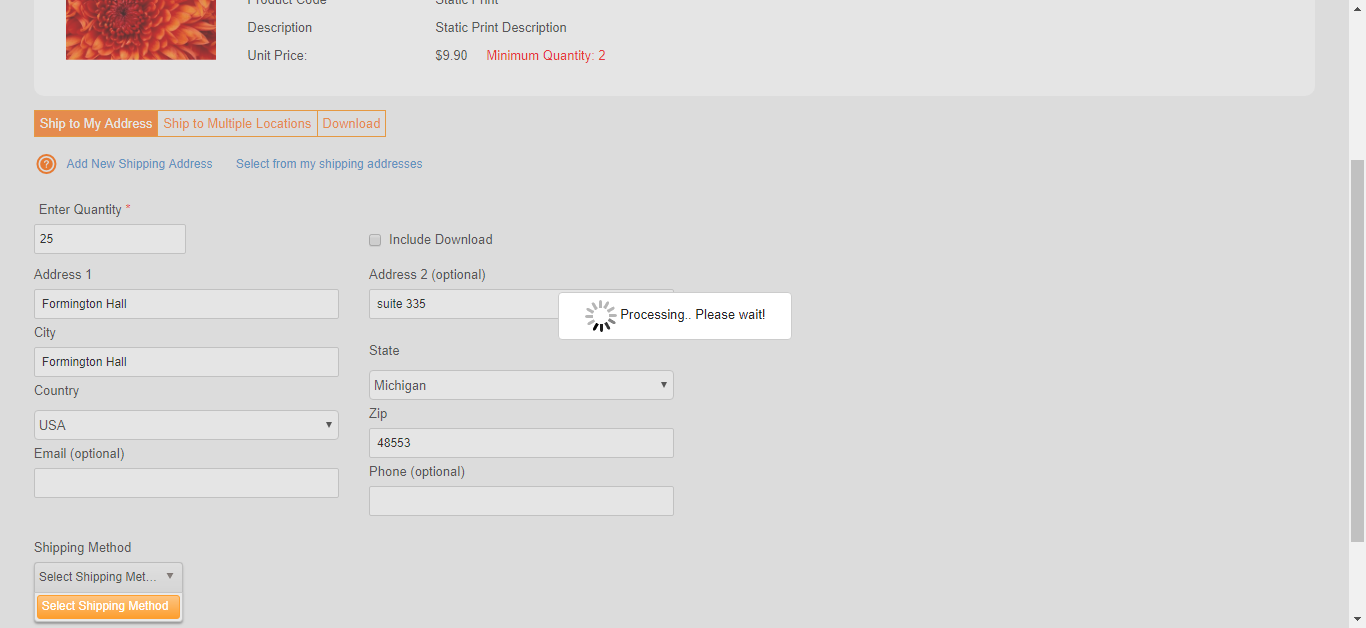 Product Code Static Print
Description Static Print Description
Unit Price: $9.90 Minimum Quantity: 2
Ship to My Address Ship to Multiple Locations Download
? Add New Shipping Address Select from my shipping addresses
Enter Quantity *
25 Include Download
Address 1 Address 2 (optional)
Formington Hall suite 335
Processing.. Please wait!
City State
Formington Hall Michigan
Country Zip
USA 48553
Email (optional) Phone (optional)
Shipping Method
Select Shipping Met...
Select Shipping Method